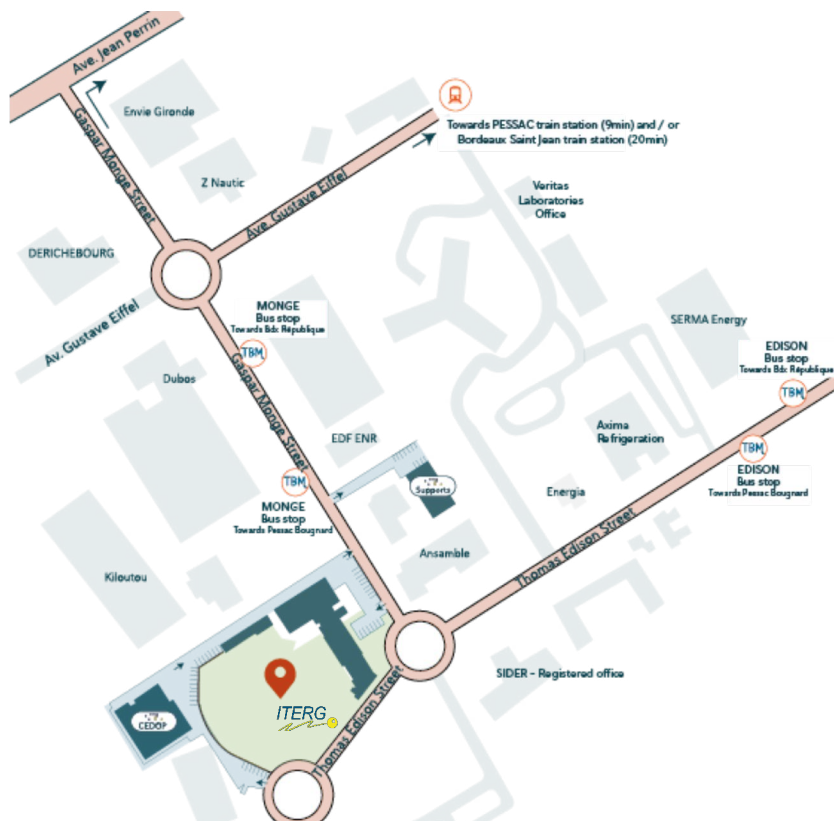 Ave. Jean Perrin
Envie Gironde
Gaspar Monge Street
Towards PESSAC train station (9min) and / or
Bordeaux Saint Jean train station (20min)
Z Nautic
Ave. Gustave Eiffel
Veritas
Laboratories
Office
DERICHEBOURG
Av. Gustave Eiffel
MONGE
Bus stop
Towards Bdx République
TBM
SERMA Energy
EDISON
Bus stop
Towards Bdx République
TBM
Dubos
Gaspar Monge Street
EDF ENR
Axima
Refrigeration
TBM
EDISON
Bus stop
Towards Pessac Bougnard
TBM
MONGE
Bus stop
Towards Pessac Bougnard
Supports
Energia
Thomas Edison Street
Ansamble
Kiloutou
SIDER - Registered office
ITERG
CEDOP
Thomas Edison Street